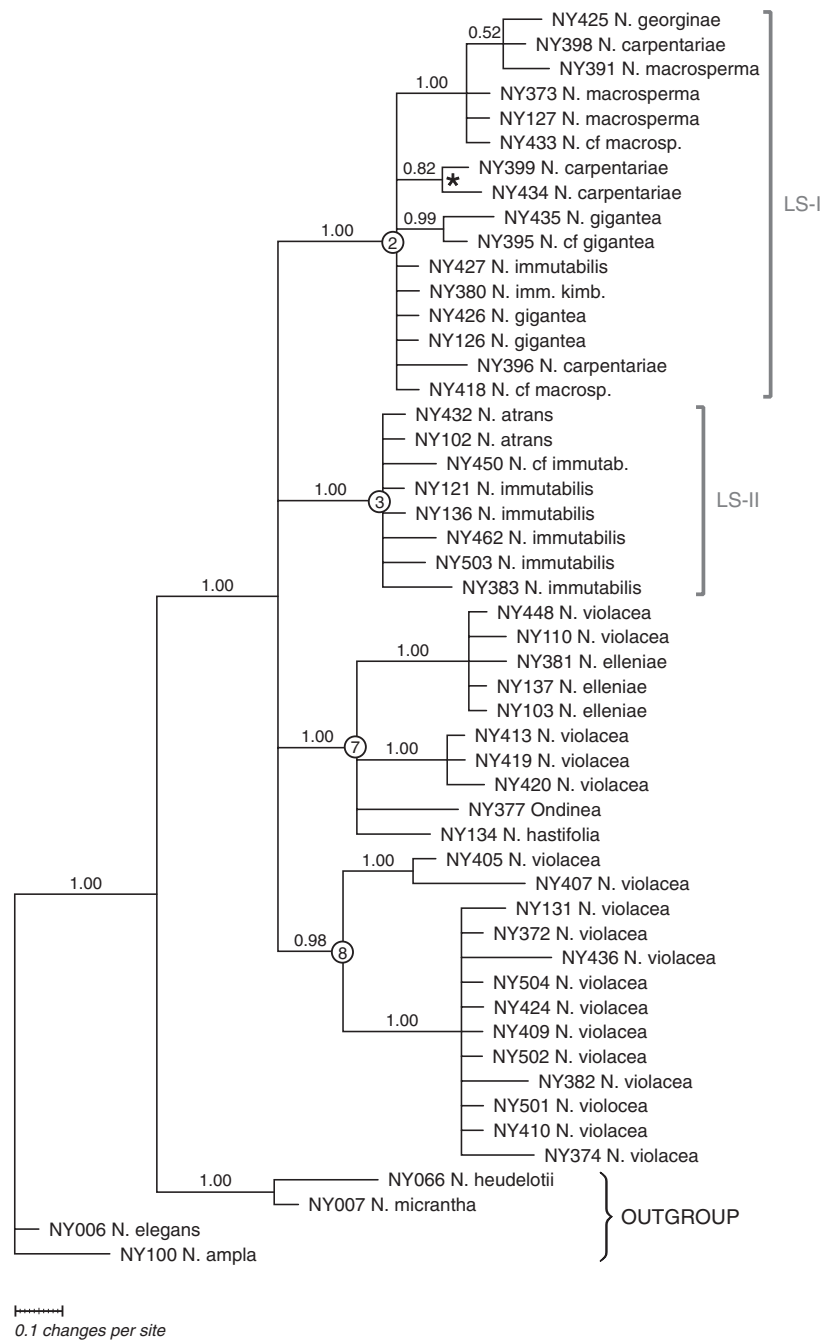 NY425 N. georginae
0.52
NY398 N. carpentariae
NY391 N. macrosperma
1.00
NY373 N. macrosperma
NY127 N. macrosperma
NY433 N. cf macrosp.
0.82
NY399 N. carpentariae
*
NY434 N. carpentariae
LS-I
0.99
NY435 N. gigantea
1.00
2
NY395 N. cf gigantea
NY427 N. immutabilis
NY380 N. imm. kimb.
NY426 N. gigantea
NY126 N. gigantea
NY396 N. carpentariae
NY418 N. cf macrosp.
NY432 N. atrans
NY102 N. atrans
NY450 N. cf immutab.
1.00
3
NY121 N. immutabilis
LS-II
NY136 N. immutabilis
NY462 N. immutabilis
NY503 N. immutabilis
NY383 N. immutabilis
1.00
NY448 N. violacea
NY110 N. violacea
1.00
NY381 N. elleniae
NY137 N. elleniae
NY103 N. elleniae
1.00
7
NY413 N. violacea
1.00
NY419 N. violacea
NY420 N. violacea
NY377 Ondinea
NY134 N. hastifolia
1.00
NY405 N. violacea
NY407 N. violacea
1.00
NY131 N. violacea
NY372 N. violacea
0.98
8
NY436 N. violacea
NY504 N. violacea
NY424 N. violacea
1.00
NY409 N. violacea
NY502 N. violacea
NY382 N. violacea
NY501 N. violocea
NY410 N. violacea
NY374 N. violacea
1.00
NY066 N. heudelotii
NY007 N. micrantha
OUTGROUP
NY006 N. elegans
NY100 N. ampla
0.1 changes per site